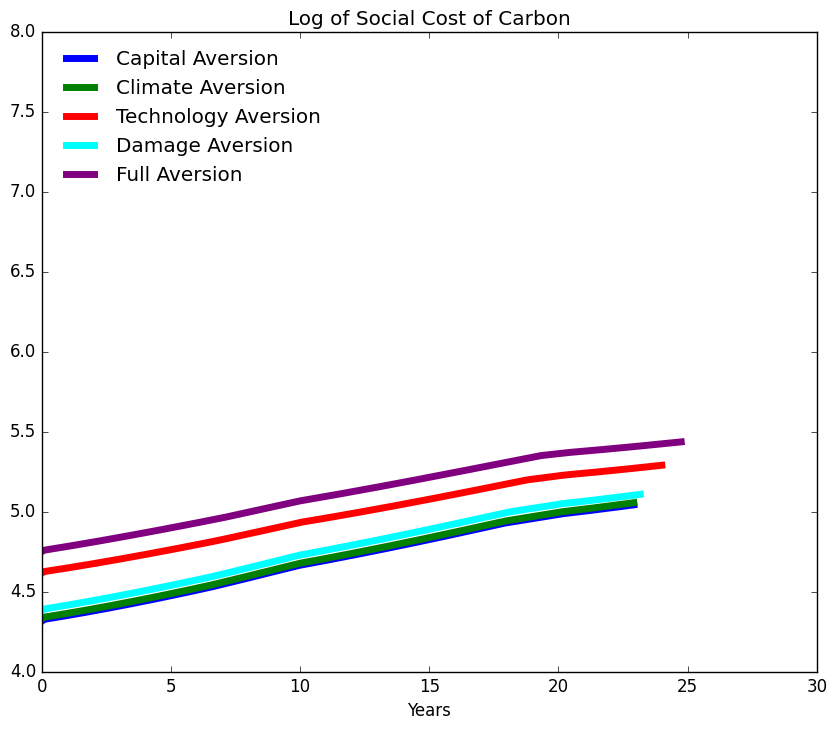 Log of Social Cost of Carbon
8.0
7.5
7.0
6.5
6.0
5.5
5.0
4.5
4.0
Capital Aversion
Climate Aversion
Technology Aversion
Damage Aversion
Full Aversion
0 5 10 15 20 25 30
Years